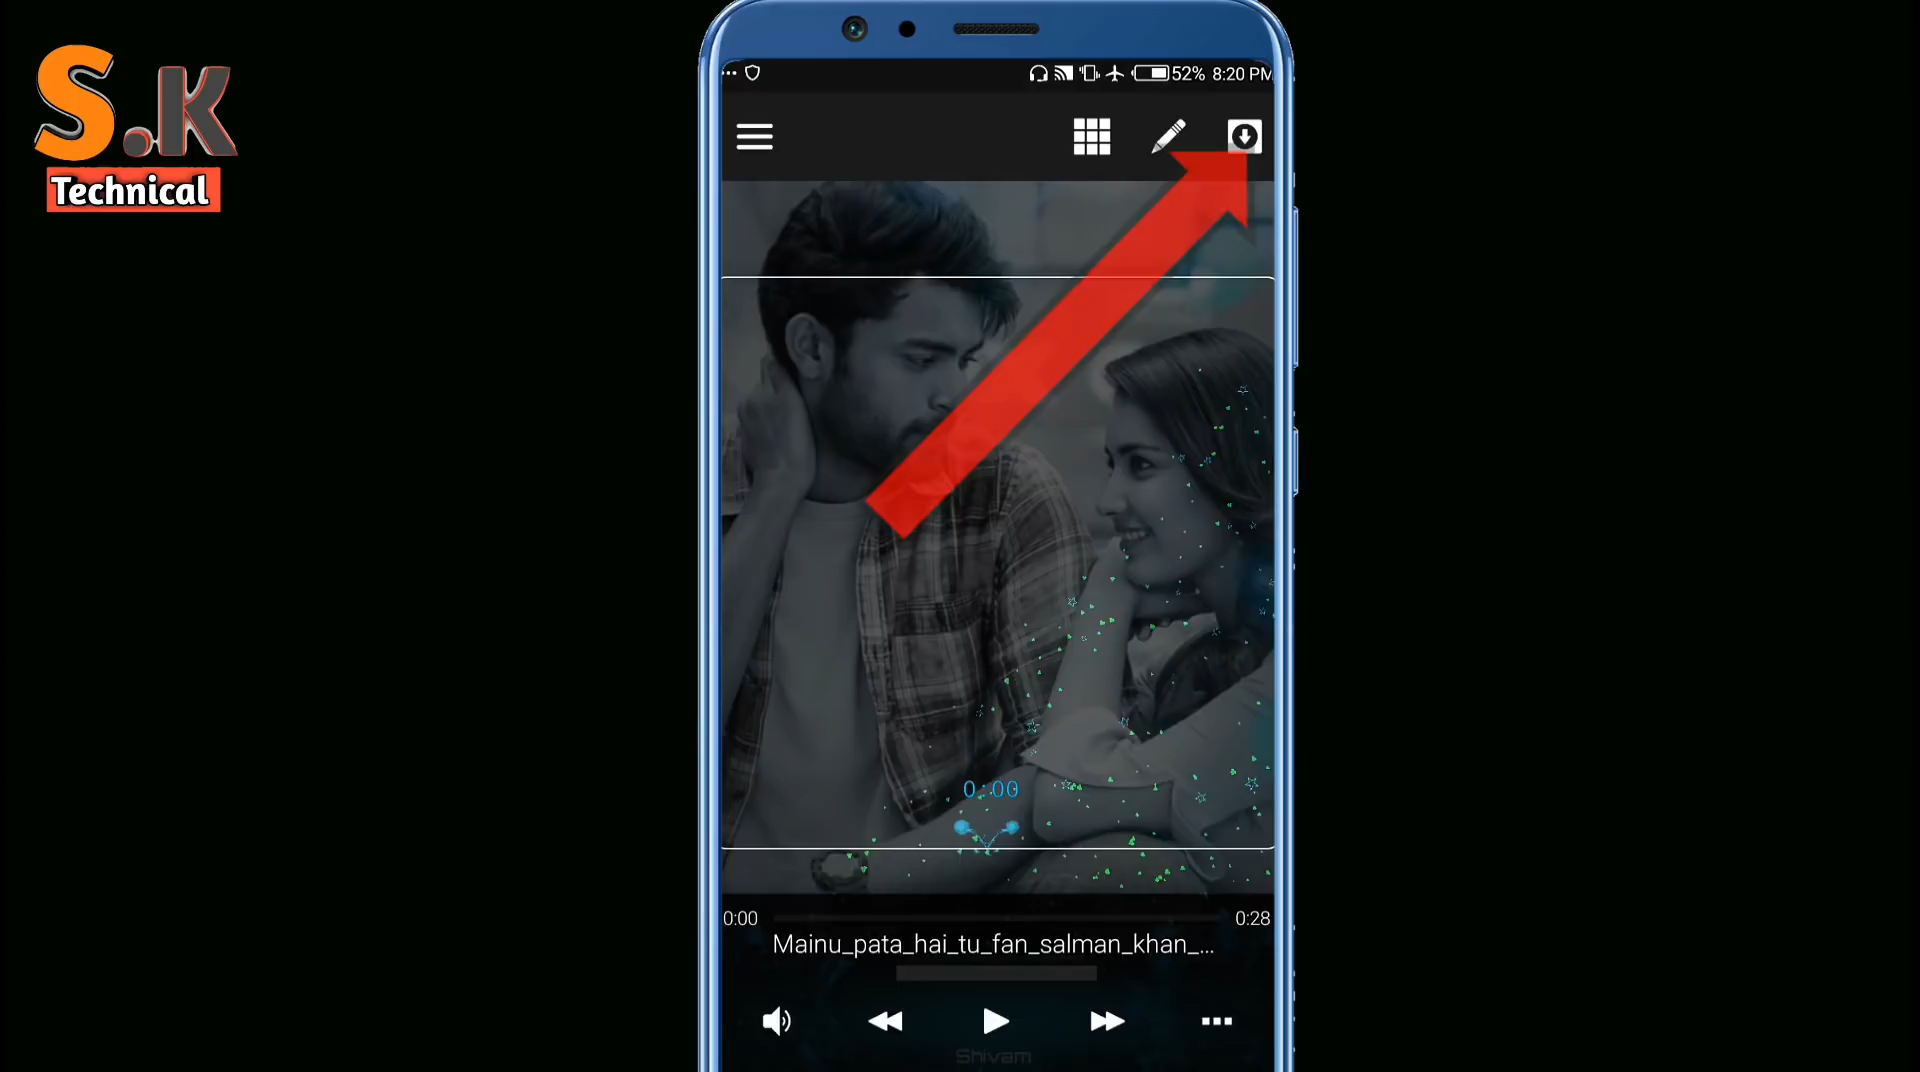 S.K
Technical
52% 8:20 PM
0:00
0:00
0:28
Mainu_pata_hai_tu_fan_salman_khan_...
Shivam